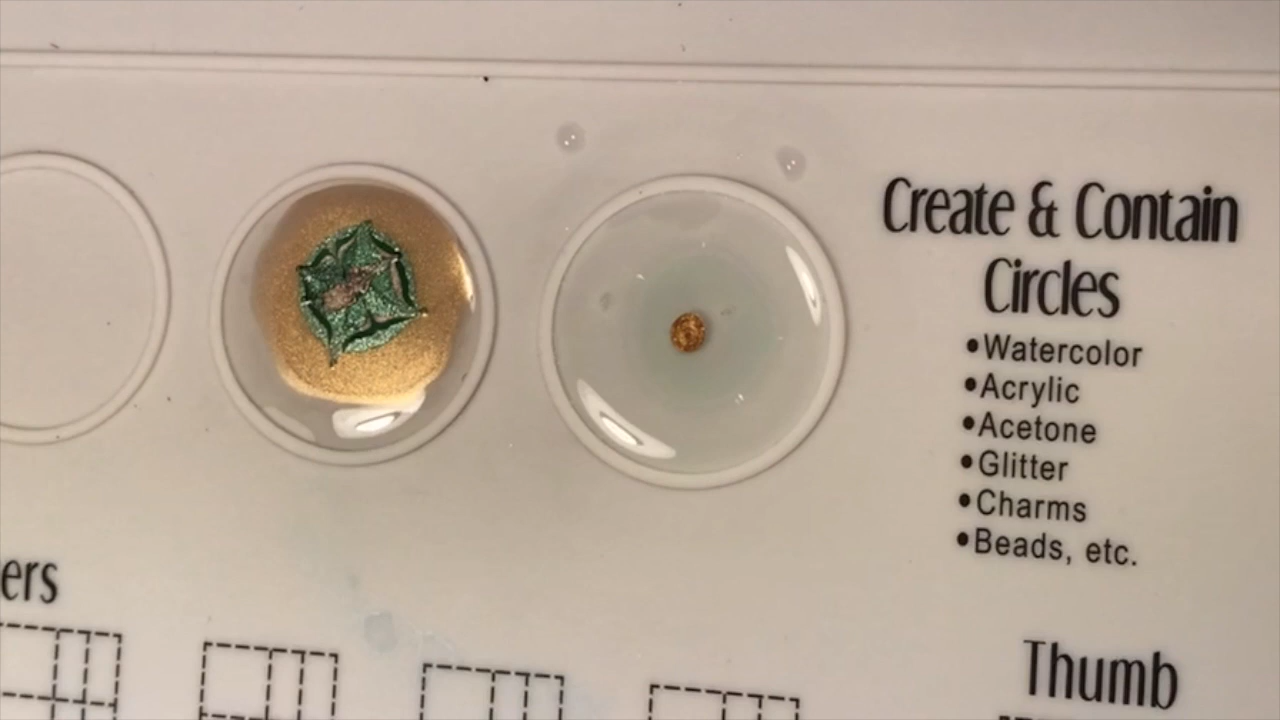 Create & Contain
Circles
•Watercolor
•Acrylic
•Acetone
•Glitter
•Charms
•Beads, etc.
ers
Thumb